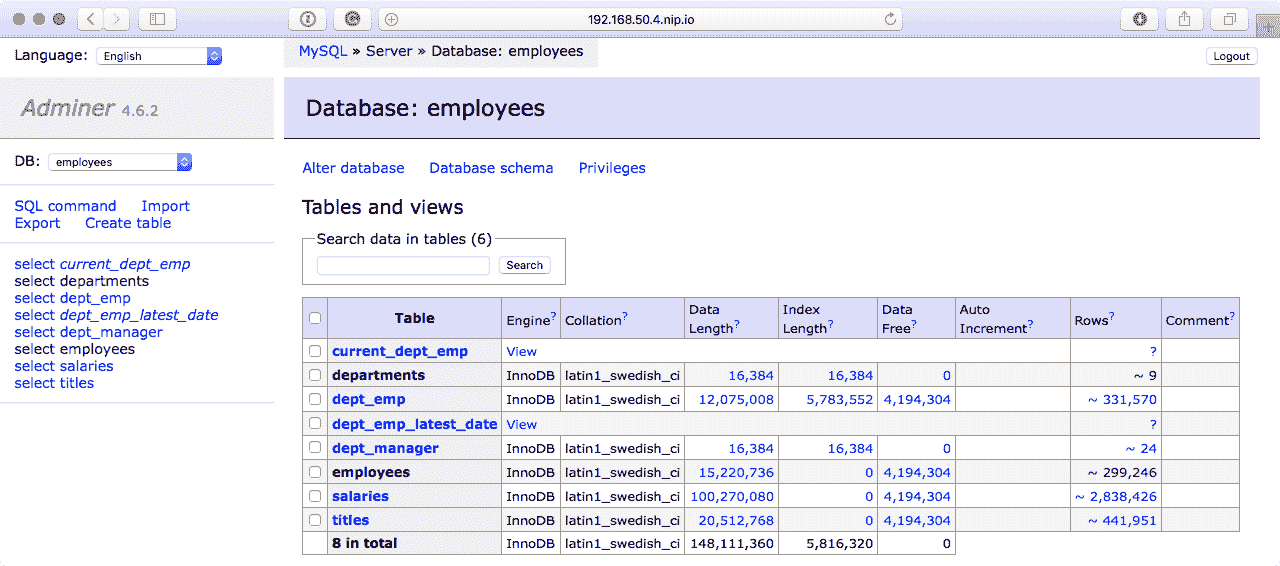 192.168.50.4.nip.io
Language: English
MySQL » Server » Database: employees
Logout
Adminer 4.6.2
Database: employees
DB: employees
Alter database Database schema Privileges
SQL command Import
Export Create table
Tables and views
Search data in tables (6)
Search
select current_dept_emp
select departments
select dept_emp
select dept_emp_latest_date
select dept_manager
select employees
select salaries
select titles
Table Engine? Collation? Data Length? Index Length? Data Free? Auto Increment? Rows? Comment?
current_dept_emp View ?
departments InnoDB latin1_swedish_ci 16,384 16,384 0 ~ 9
dept_emp InnoDB latin1_swedish_ci 12,075,008 5,783,552 4,194,304 ~ 331,570
dept_emp_latest_date View ?
dept_manager InnoDB latin1_swedish_ci 16,384 16,384 0 ~ 24
employees InnoDB latin1_swedish_ci 15,220,736 0 4,194,304 ~ 299,246
salaries InnoDB latin1_swedish_ci 100,270,080 0 4,194,304 ~ 2,838,426
titles InnoDB latin1_swedish_ci 20,512,768 0 4,194,304 ~ 441,951
8 in total InnoDB latin1_swedish_ci 148,111,360 5,816,320 0